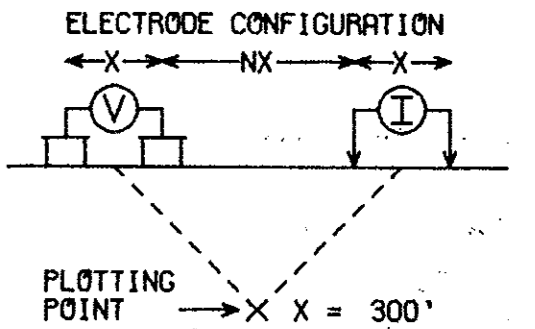 ELECTRODE CONFIGURATION
X NX X
V I
PLOTTING
POINT X X = 300'